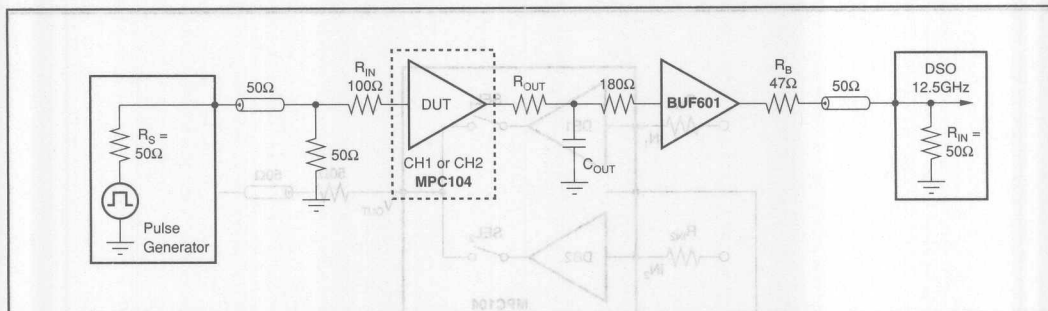 Pulse
Generator
R_S =
50Ω
50Ω
50Ω
R_IN
100Ω
DUT
CH1 or CH2
MPC104
R_OUT
C_OUT
180Ω
BUF601
R_B
47Ω
50Ω
DSO
12.5GHz
R_IN =
50Ω